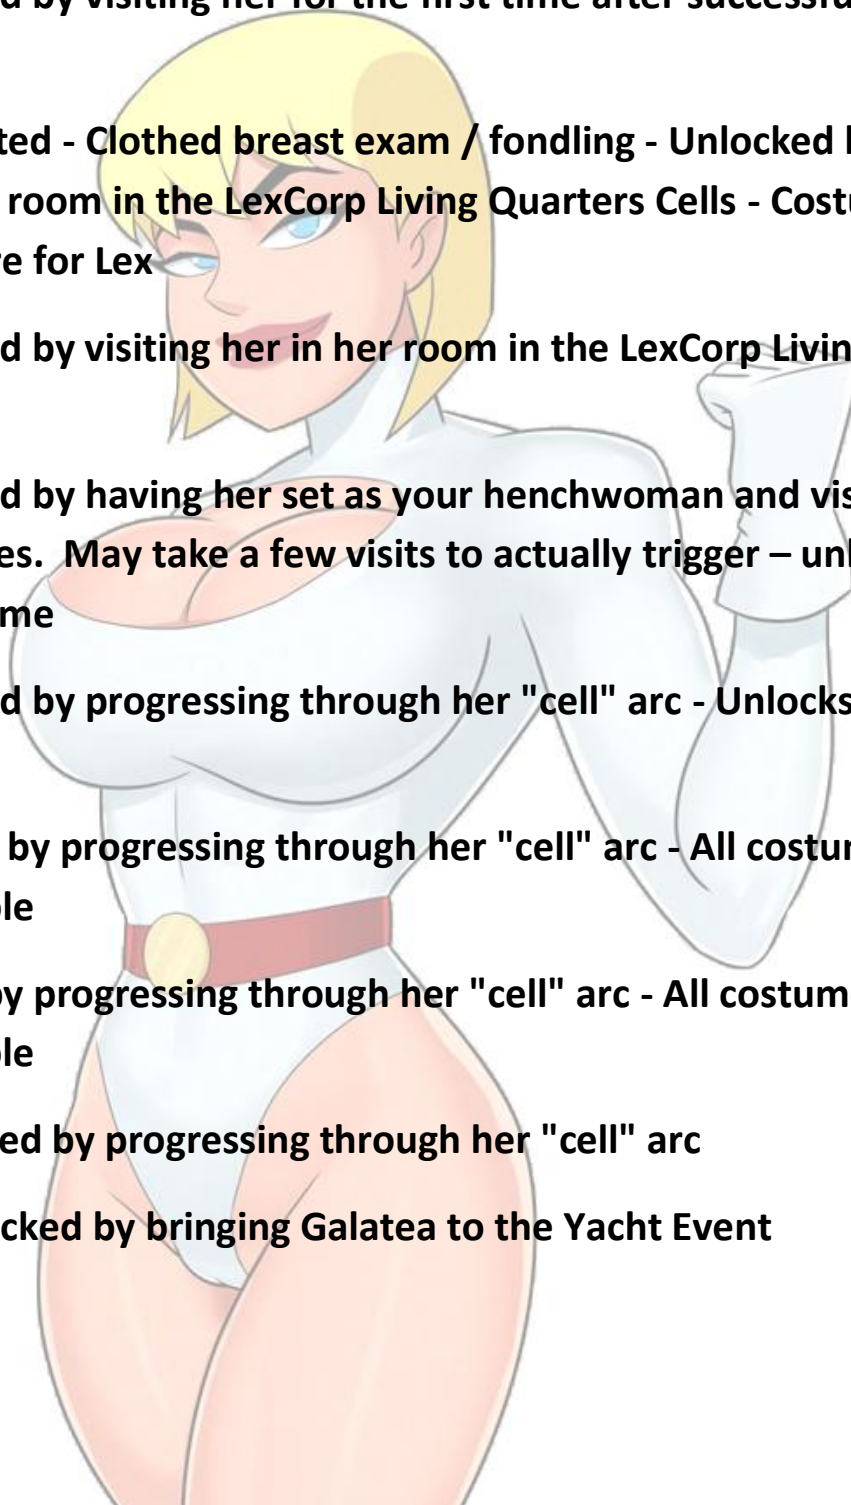 d by visiting her for the first time after successfu
ted - Clothed breast exam / fondling - Unlocked
room in the LexCorp Living Quarters Cells - Costu
re for Lex
d by visiting her in her room in the LexCorp Livin
d by having her set as your henchwoman and vis
es. May take a few visits to actually trigger – unl
me
d by progressing through her "cell" arc - Unlocks
by progressing through her "cell" arc - All costu
ple
by progressing through her "cell" arc - All costum
ple
ed by progressing through her "cell" arc
cked by bringing Galatea to the Yacht Event